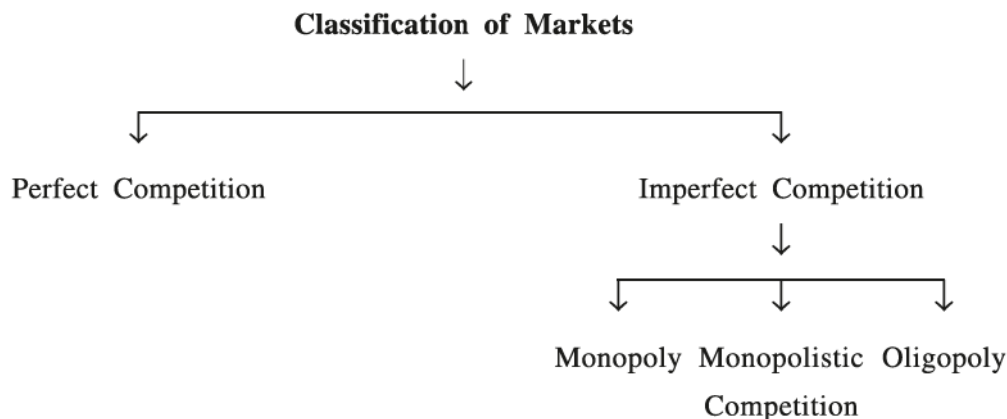 Classification of Markets
Perfect Competition Imperfect Competition
Monopoly Monopolistic Oligopoly
Competition